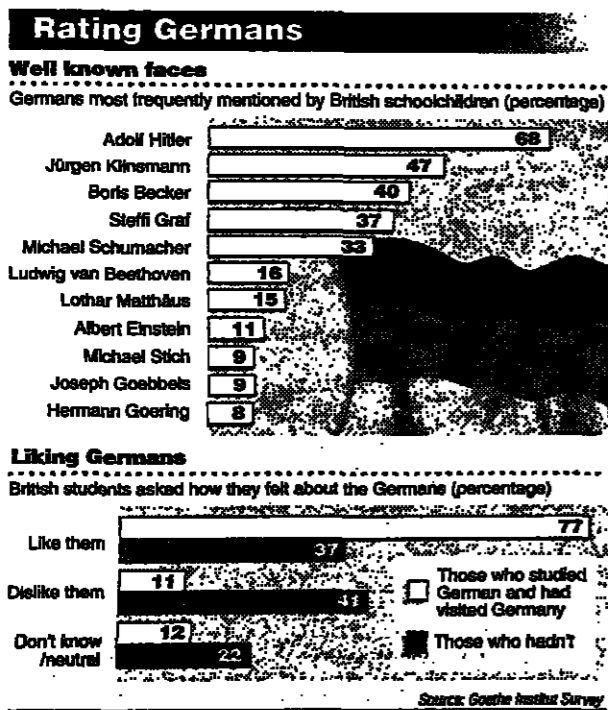 Rating Germans
Well known faces
Germans most frequently mentioned by British schoolchildren (percentage)
Adolf Hitler 68
Jürgen Klinsmann 47
Boris Becker 40
Steffi Graf 37
Michael Schumacher 33
Ludwig van Beethoven 16
Lothar Matthäus 15
Albert Einstein 11
Michael Stich 9
Joseph Goebbels 9
Hermann Goering 8
Liking Germans
British students asked how they felt about the Germans (percentage)
77
Like them
37
11
Dislike them
41
12
Don't know
/neutral
Those who studied
German and had
visited Germany
Those who hadn't
Source: Goethe Institut Survey